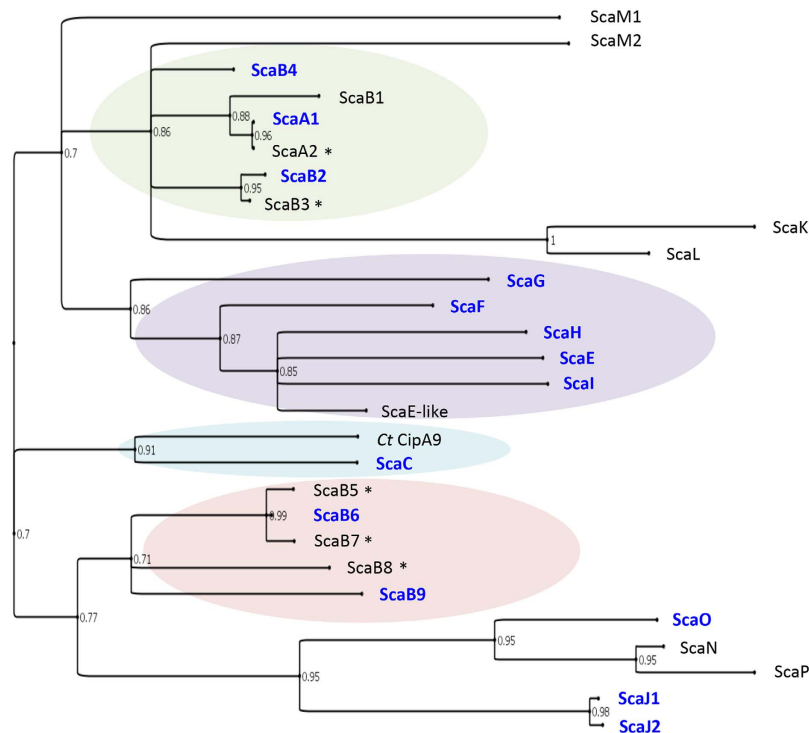 ScaM1
ScaM2
ScaB4
ScaB1
0.88
ScaA1
0.86
0.96
ScaA2 *
0.7
ScaB2
0.95
ScaB3 *
ScaK
1
ScaL
ScaG
0.86
ScaF
ScaH
0.87
ScaE
0.85
ScaI
ScaE-like
Ct CipA9
0.91
ScaC
ScaB5 *
0.99
ScaB6
0.7
ScaB7 *
0.71
ScaB8 *
ScaB9
0.77
ScaO
0.95
ScaN
0.95
ScaP
0.95
ScaJ1
0.98
ScaJ2